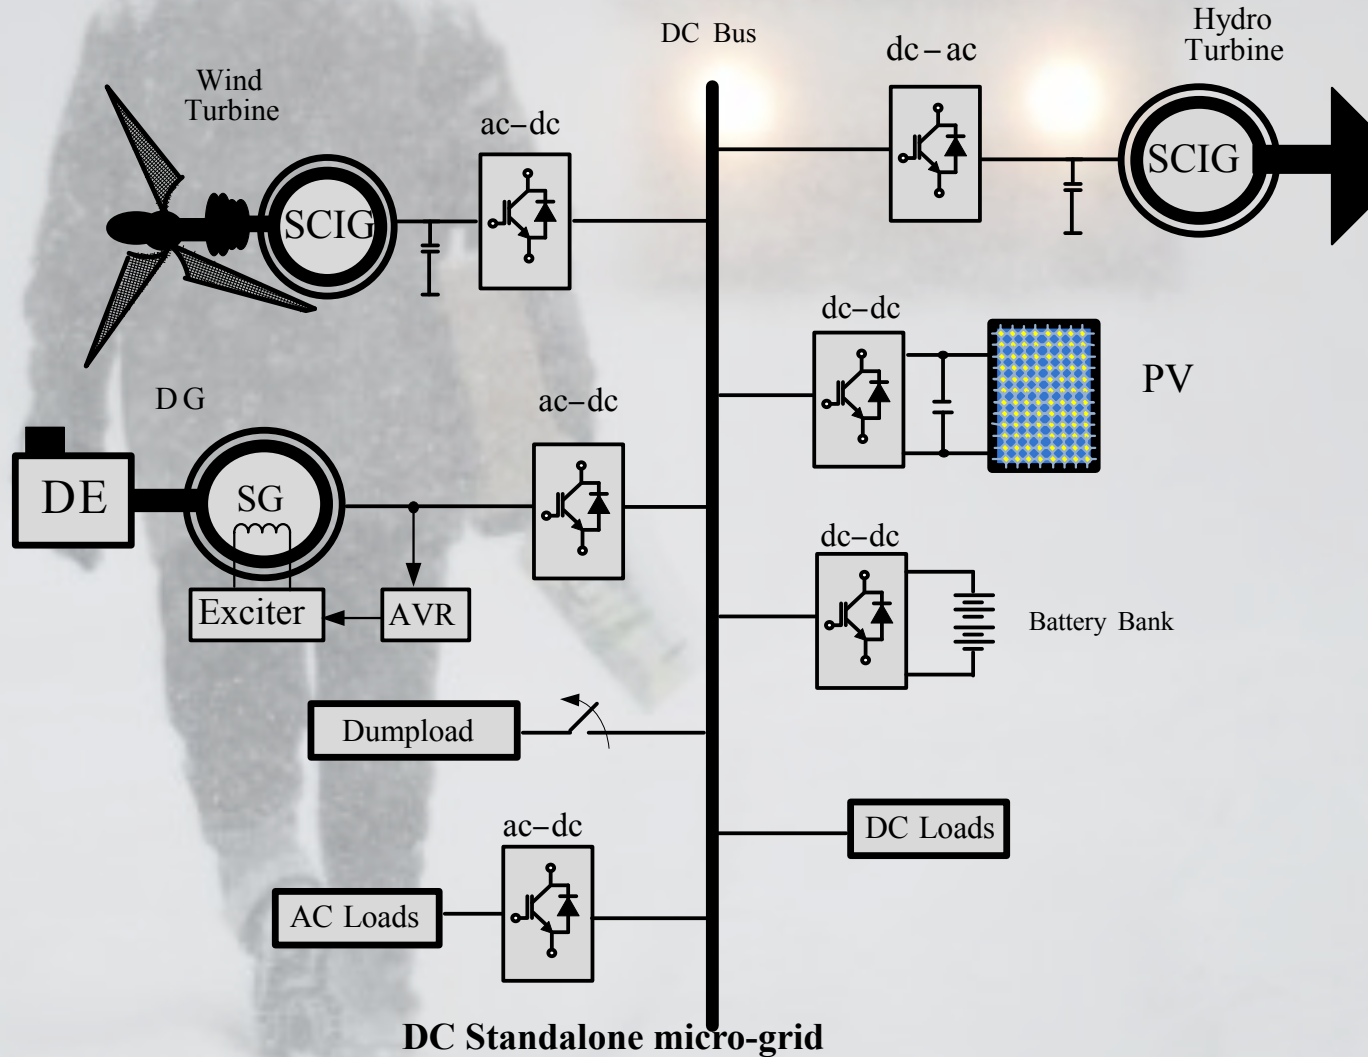 DC Bus
Hydro
Turbine
dc-ac
Wind
Turbine
ac-dc
SCIG
SCIG
dc-dc
PV
DG
ac-dc
DE
SG
dc-dc
Exciter
AVR
Battery Bank
Dumpload
DC Loads
ac-dc
AC Loads
DC Standalone micro-grid